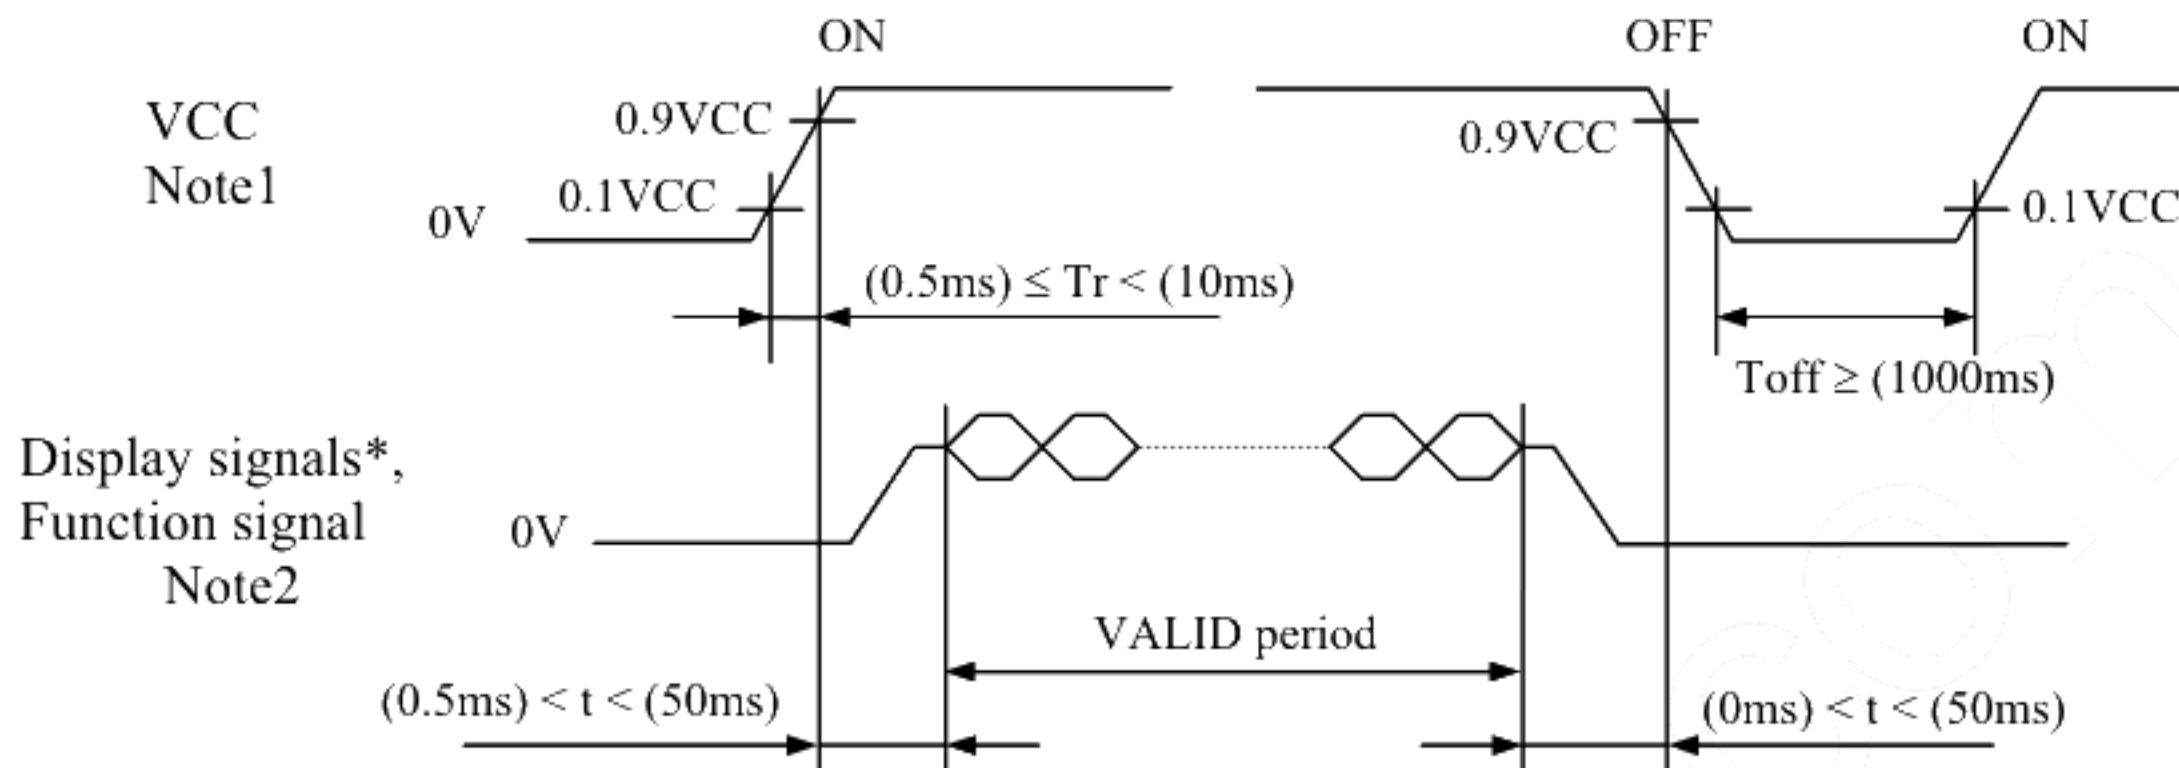 ON
OFF
ON
VCC
Note1
0.9VCC
0.9VCC
0.1VCC
0.1VCC
0V
(0.5ms) ≤ Tr < (10ms)
Toff ≥ (1000ms)
Display signals*,
Function signal
Note2
0V
VALID period
(0.5ms) < t < (50ms)
(0ms) < t < (50ms)